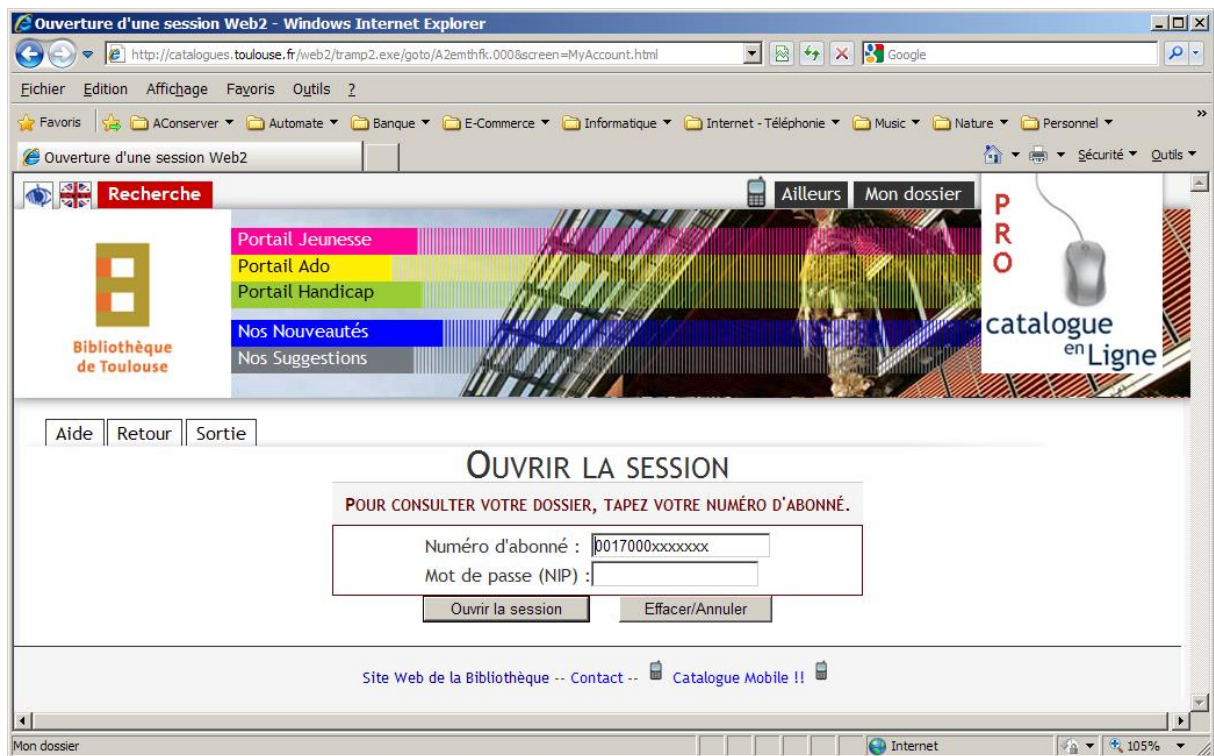 Ouverture d'une session Web2 - Windows Internet Explorer
http://catalogues.toulouse.fr/web2/tramp2.exe/goto/A2emthfk.000&screen=MyAccount.html
Google
Fichier Edition Affichage Favoris Outils ?
Favoris AConserver Automate Banque E-Commerce Informatique Internet - Téléphonie Music Nature Personnel »
Ouverture d'une session Web2 Sécurité Outils
Recherche Ailleurs Mon dossier
PRO
Portail Jeunesse
Portail Ado
Portail Handicap
Nos Nouveautés
Nos Suggestions
Bibliothèque
de Toulouse
catalogue
en Ligne
Aide Retour Sortie
OUVRIR LA SESSION
POUR CONSULTER VOTRE DOSSIER, TAPEZ VOTRE NUMÉRO D'ABONNÉ.
Numéro d'abonné : 0017000xxxxxxx
Mot de passe (NIP) :
Ouvrir la session Effacer/Annuler
Site Web de la Bibliothèque -- Contact -- Catalogue Mobile !!
Mon dossier Internet 105%